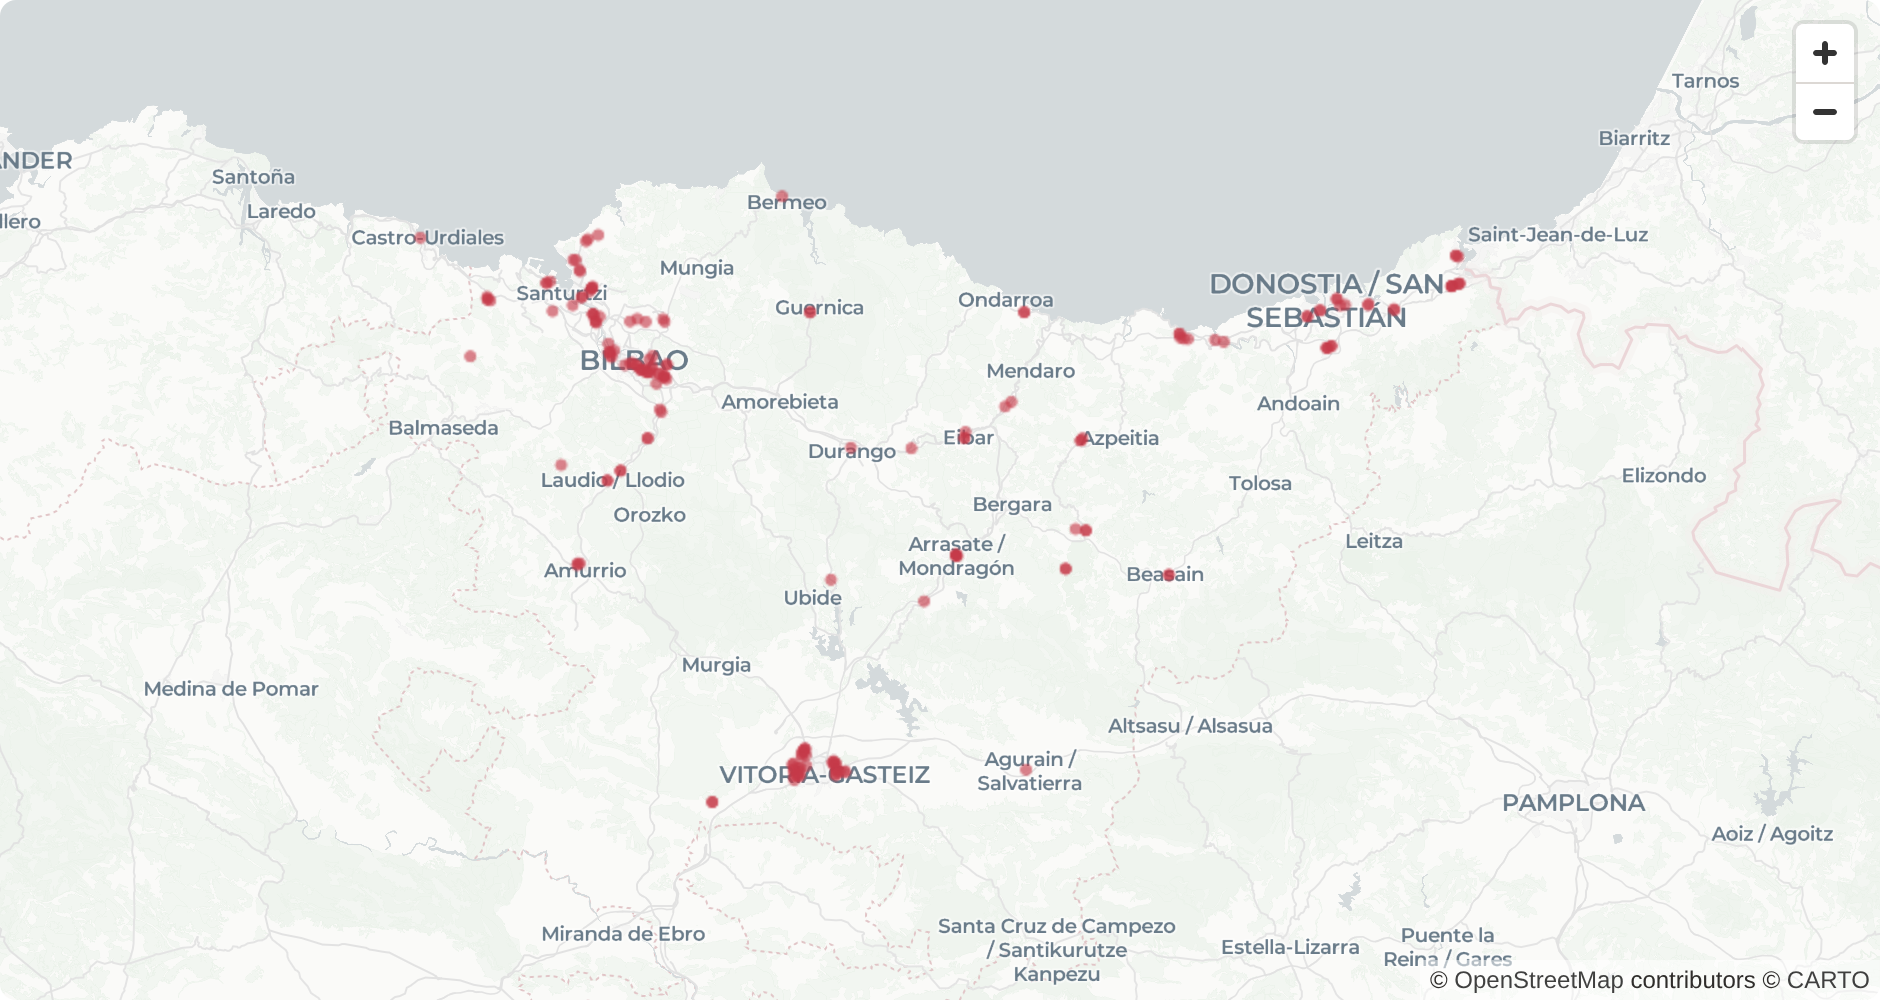 Tarnos
Biarritz
ANDER
Santoña
Laredo
llero
Castro-Urdiales
Bermeo
Saint-Jean-de-Luz
Mungia
Santurtzi
Guernica
Ondarroa
DONOSTIA / SAN
SEBASTIÁN
BILBAO
Mendaro
Amorebieta
Andoain
Balmaseda
Durango
Eibar
Azpeitia
Laudio / Llodio
Tolosa
Elizondo
Orozko
Bergara
Arrasate /
Mondragón
Leitza
Amurrio
Beasain
Ubide
Murgia
Medina de Pomar
Altsasu / Alsasua
VITORIA-GASTEIZ
Agurain /
Salvatierra
PAMPLONA
Aoiz / Agoitz
Miranda de Ebro
Santa Cruz de Campezo
/ Santikurutze
Kanpezu
Estella-Lizarra
Puente la
Reina / Gares
© OpenStreetMap contributors © CARTO